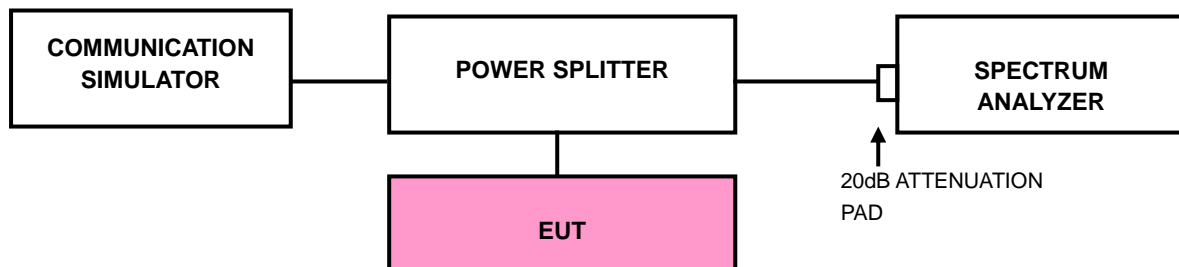 COMMUNICATION
SIMULATOR
POWER SPLITTER
SPECTRUM
ANALYZER
20dB ATTENUATION
PAD
EUT